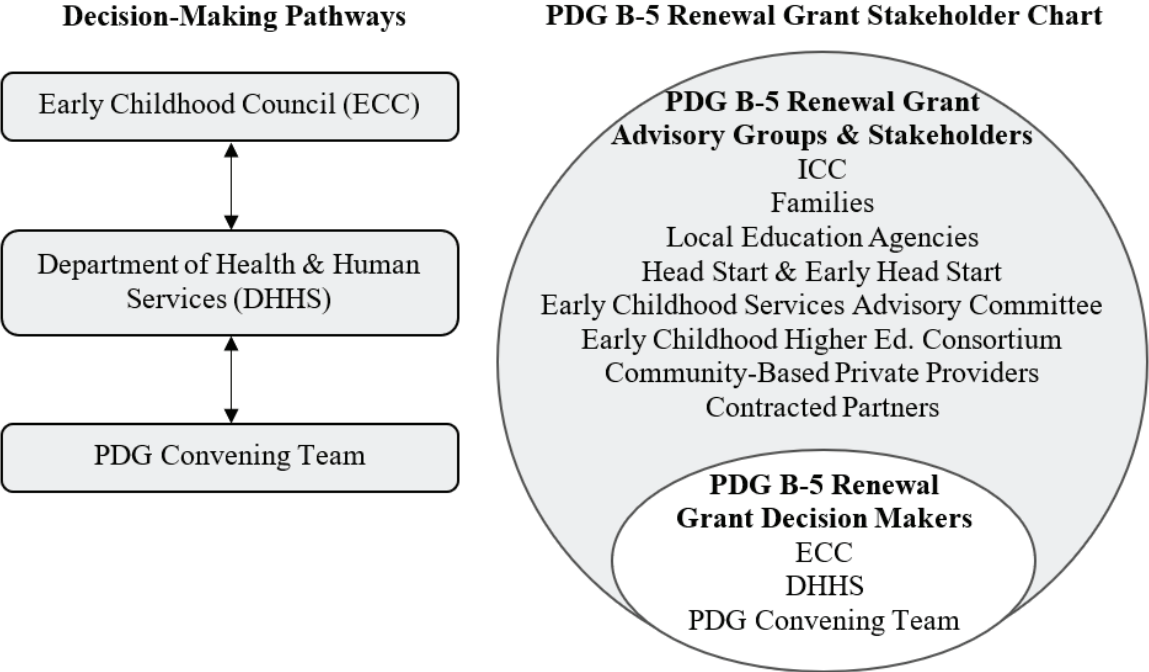 Decision-Making Pathways
Early Childhood Council (ECC)
Department of Health & Human
Services (DHHS)
PDG Convening Team
PDG B-5 Renewal Grant Stakeholder Chart
PDG B-5 Renewal Grant
Advisory Groups & Stakeholders
ICC
Families
Local Education Agencies
Head Start & Early Head Start
Early Childhood Services Advisory Committee
Early Childhood Higher Ed. Consortium
Community-Based Private Providers
Contracted Partners
PDG B-5 Renewal
Grant Decision Makers
ECC
DHHS
PDG Convening Team